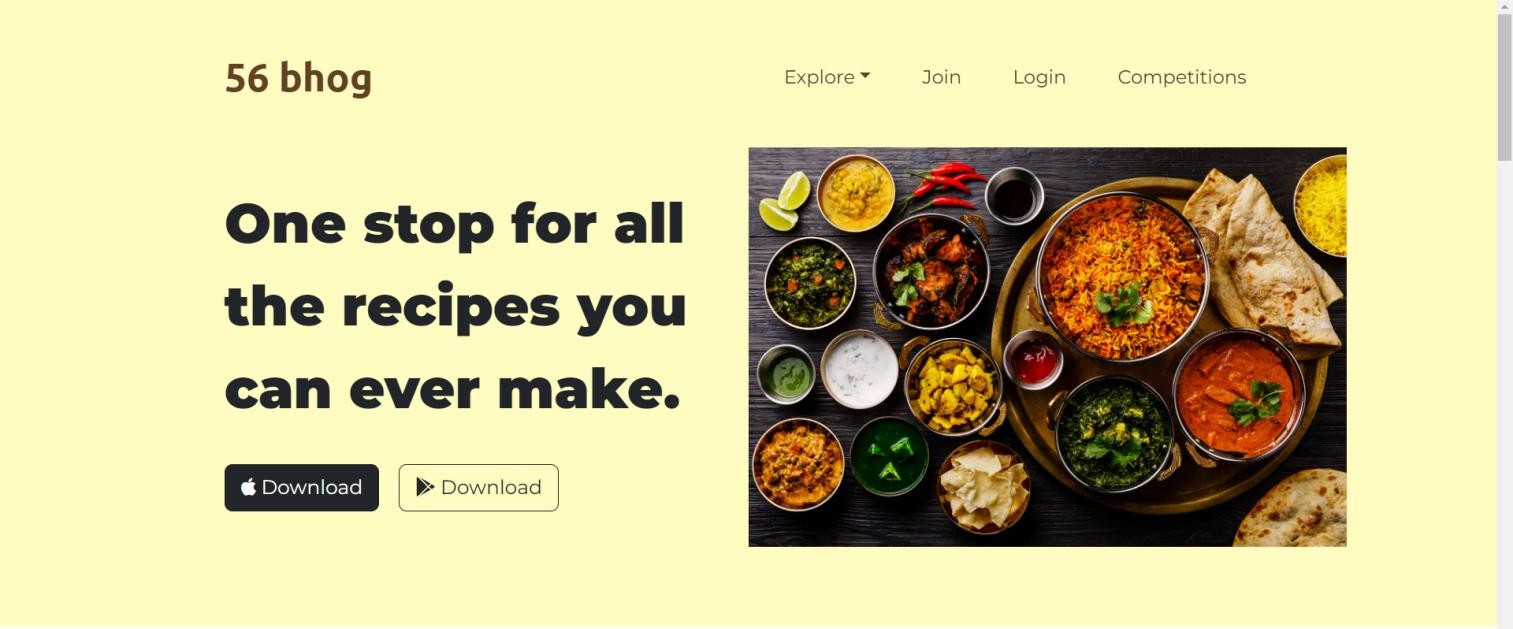 56 bhog
Explore Join Login Competitions
One stop for all
the recipes you
can ever make.
Download Download